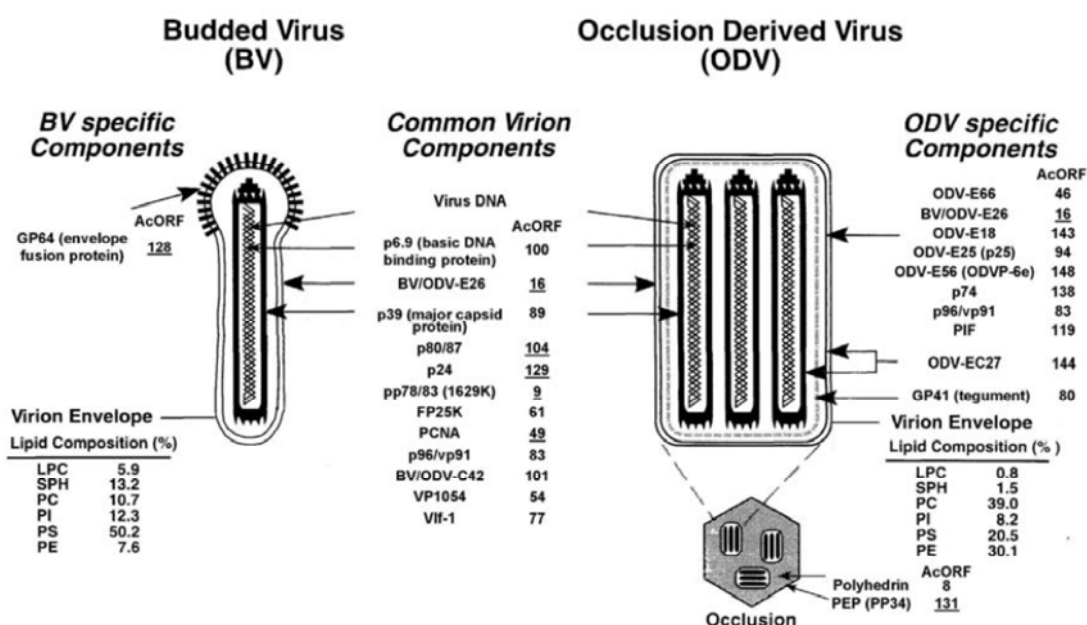 Budded Virus
(BV)
Occlusion Derived Virus
(ODV)
BV specific
Components
AcORF
GP64 (envelope
fusion protein) 128
Virion Envelope
Lipid Composition (%)
LPC 5.9
SPH 13.2
PC 10.7
PI 12.3
PS 50.2
PE 7.6
Common Virion
Components
Virus DNA
AcORF
p6.9 (basic DNA
binding protein) 100
BV/ODV-E26 16
p39 (major capsid
protein) 89
p80/87 104
p24 129
pp78/83 (1629K) 9
FP25K 61
PCNA 49
p96/vp91 83
BV/ODV-C42 101
VP1054 54
Vlf-1 77
ODV specific
Components
AcORF
ODV-E66 46
BV/ODV-E26 16
ODV-E18 143
ODV-E25 (p25) 94
ODV-E56 (ODVP-6e) 148
p74 138
p96/vp91 83
PIF 119
ODV-EC27 144
GP41 (tegument) 80
Virion Envelope
Lipid Composition (% )
LPC 0.8
SPH 1.5
PC 39.0
PI 8.2
PS 20.5
PE 30.1
AcORF
Polyhedrin 8
PEP (PP34) 131
Occlusion